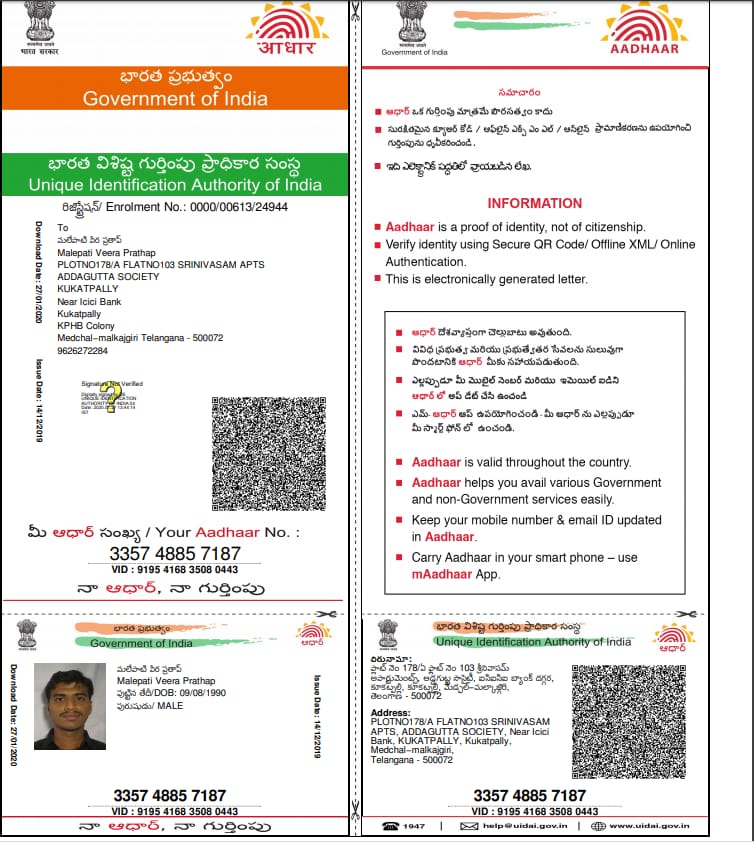 भारत सरकार
आधार
భారత ప్రభుత్వం
Government of India
భారత విశిష్ట గుర్తింపు ప్రాధికార సంస్థ
Unique Identification Authority of India
రిజిస్ట్రేషన్/ Enrolment No.: 0000/00613/24944
Download Date: 27/01/2020
Issue Date: 14/12/2019
To
మలేపాటి వీర ప్రతాప్
Malepati Veera Prathap
PLOTNO178/A FLATNO103 SRINIVASAM APTS
ADDAGUTTA SOCIETY
KUKATPALLY
Near Icici Bank
Kukatpally
KPHB Colony
Medchal-malkajgiri Telangana - 500072
9626272284
Signature Not Verified
Digitally signed by DS
UNIQUE IDENTIFICATION
AUTHORITY OF INDIA 04
IST
మీ ఆధార్ సంఖ్య / Your Aadhaar No. :
3357 4885 7187
VID : 9195 4168 3508 0443
నా ఆధార్, నా గుర్తింపు
Government of India
AADHAAR
సమాచారం
ఆధార్ ఒక గుర్తింపు మాత్రమే పౌరసత్వం కాదు
సురక్షితమైన క్యూఆర్ కోడ్ / ఆఫ్‌లైన్ ఎక్స్ ఎం ఎల్ / ఆన్‌లైన్ ప్రామాణికరణను ఉపయోగించి
గుర్తింపును ధృవీకరించండి.
ఇది ఎలెక్ట్రానిక్ పద్ధతిలో వ్రాయబడిన లేఖ.
INFORMATION
Aadhaar is a proof of identity, not of citizenship.
Verify identity using Secure QR Code/ Offline XML/ Online
Authentication.
This is electronically generated letter.
ఆధార్ దేశవ్యాప్తంగా చెల్లుబాటు అవుతుంది.
వివిధ ప్రభుత్వ మరియు ప్రభుత్వేతర సేవలను సులువుగా
పొందటానికి ఆధార్ మీకు సహాయపడుతుంది.
ఎల్లప్పుడూ మీ మొబైల్ నెంబర్ మరియు ఇమెయిల్ ఐడిని
ఆధార్ లో అప్ డేట్ చేసి ఉంచండి
ఎమ్- ఆధార్ ఆప్ ఉపయోగించండి - మీ ఆధార్ ను ఎల్లప్పుడూ
మీ స్మార్ట్ ఫోన్ లో ఉంచండి.
Aadhaar is valid throughout the country.
Aadhaar helps you avail various Government
and non-Government services easily.
Keep your mobile number & email ID updated
in Aadhaar.
Carry Aadhaar in your smart phone – use
mAadhaar App.
భారత ప్రభుత్వం
Government of India
ఆధార్
Download Date: 27/01/2020
మలేపాటి వీర ప్రతాప్
Malepati Veera Prathap
పుట్టిన తేదీ/DOB: 09/08/1990
పురుషుడు/ MALE
Issue Date: 14/12/2019
3357 4885 7187
VID : 9195 4168 3508 0443
నా ఆధార్, నా గుర్తింపు
భారత విశిష్ట గుర్తింపు ప్రాధికార సంస్థ
Unique Identification Authority of India
ఆధార్
చిరునామా:
ప్లాట్ నెం 178/ఏ ఫ్లాట్ నెం 103 శ్రీనివాసమ్
అపార్టుమెంట్స్, అడ్డగుట్ట సొసైటీ, ఐసిఐసిఐ బ్యాంక్ దగ్గర,
కూకట్పల్లి, కూకట్పల్లి, మేడ్చల్-మల్కాజ్గిరి,
తెలంగాణ - 500072
Address:
PLOTNO178/A FLATNO103 SRINIVASAM
APTS, ADDAGUTTA SOCIETY, Near Icici
Bank, KUKATPALLY, Kukatpally,
Medchal-malkajgiri,
Telangana - 500072
3357 4885 7187
VID : 9195 4168 3508 0443
1947 | help@uidai.gov.in | www.uidai.gov.in